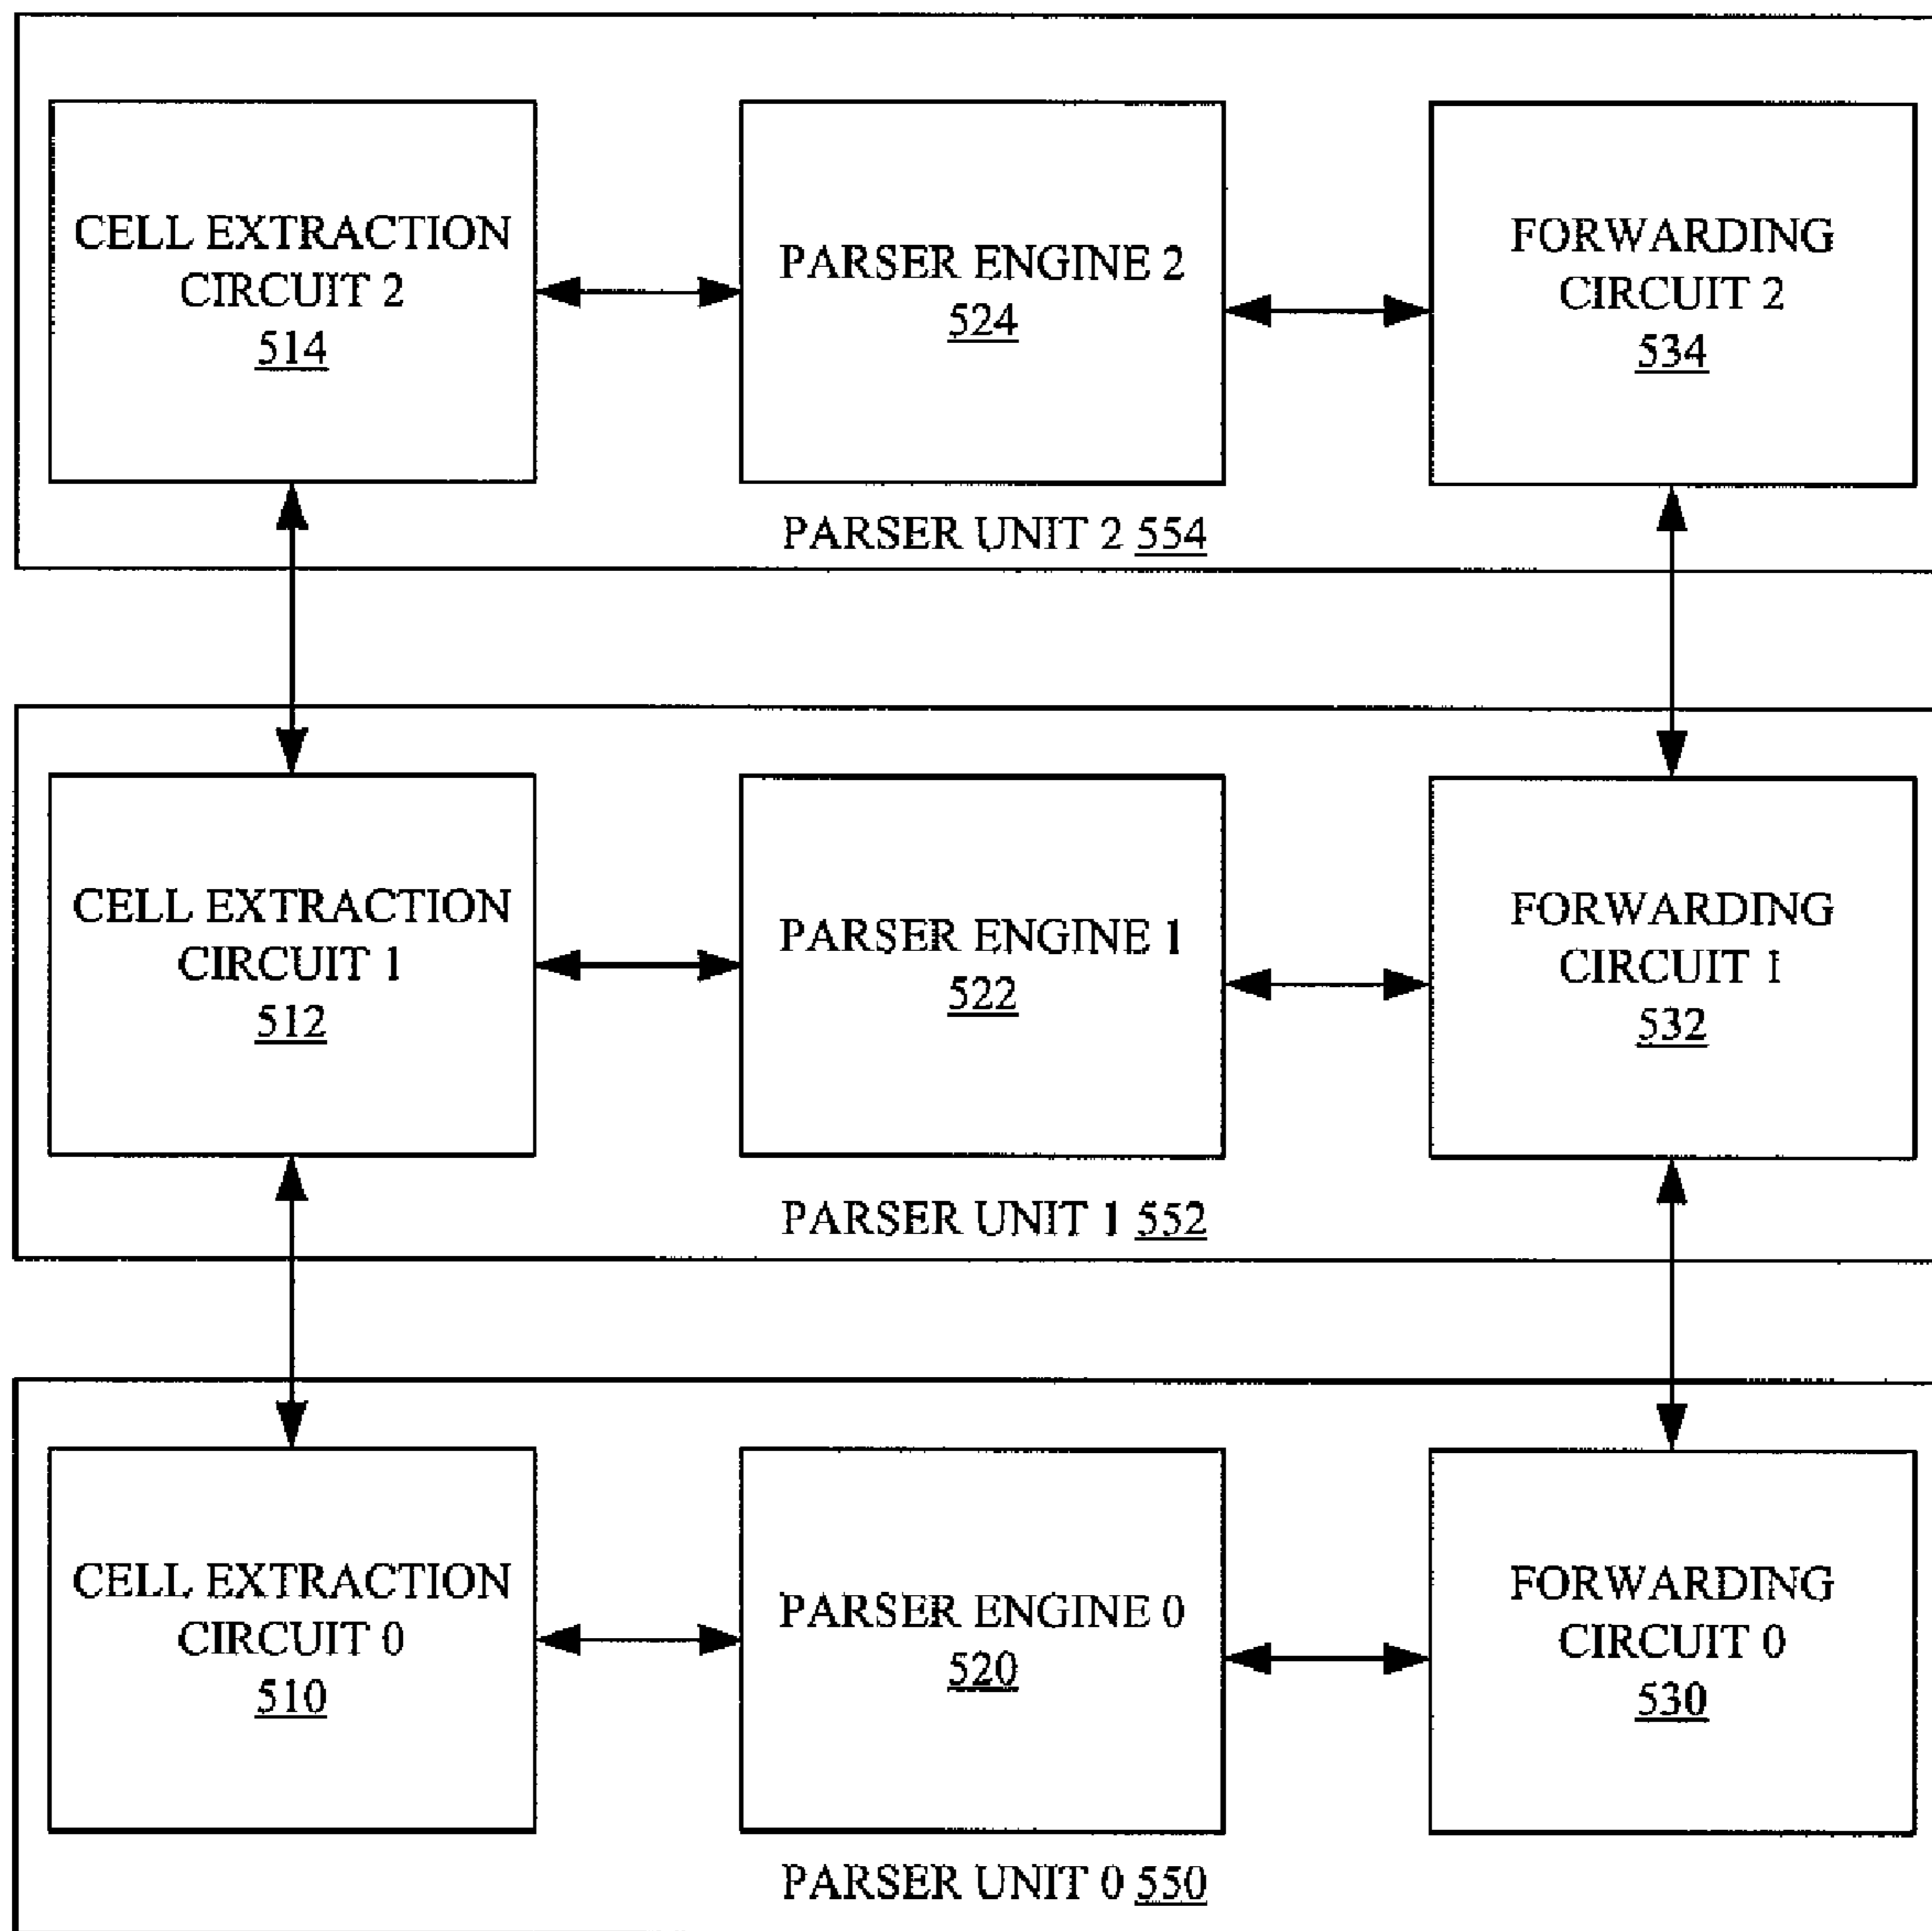 CELL EXTRACTION
CIRCUIT 2
514
PARSER ENGINE 2
524
FORWARDING
CIRCUIT 2
534
PARSER UNIT 2 554
CELL EXTRACTION
CIRCUIT 1
512
PARSER ENGINE 1
522
FORWARDING
CIRCUIT 1
532
PARSER UNIT 1 552
CELL EXTRACTION
CIRCUIT 0
510
PARSER ENGINE 0
520
FORWARDING
CIRCUIT 0
530
PARSER UNIT 0 550